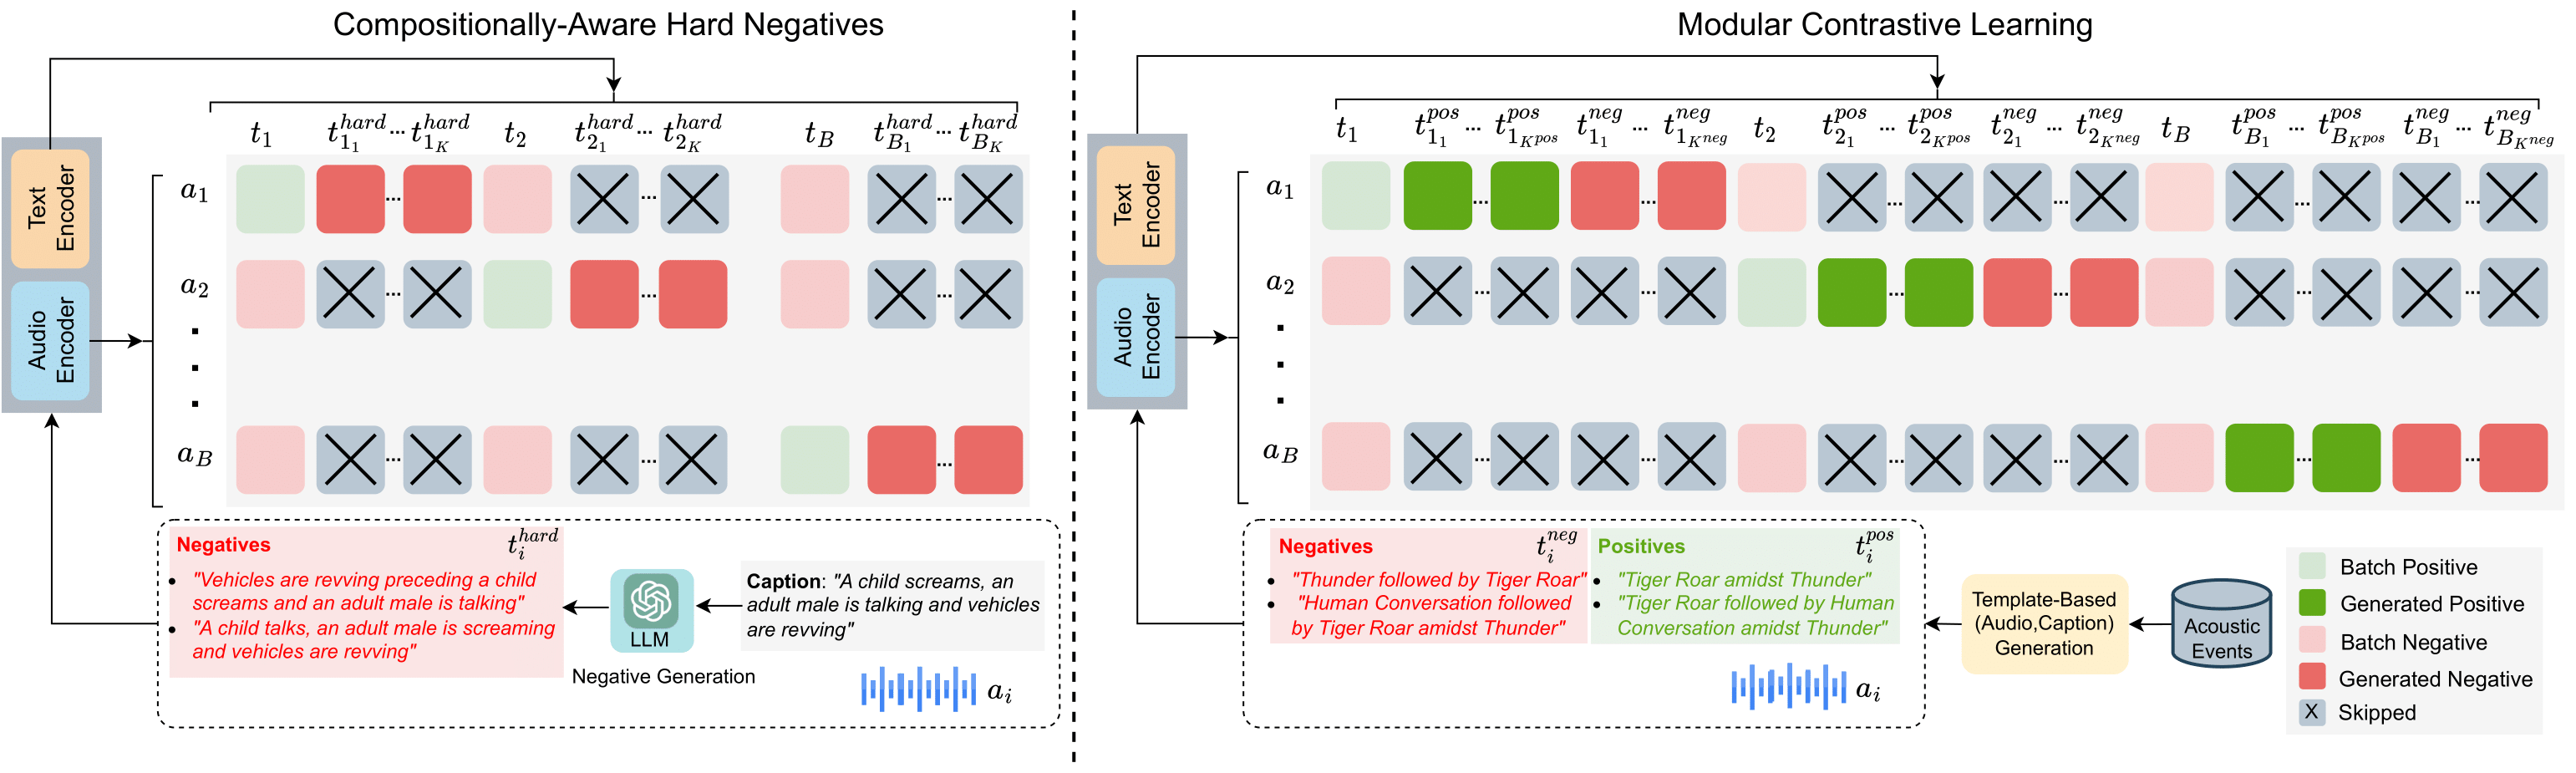 Compositionally-Aware Hard Negatives
t_1 t_{1_1}^{hard} ... t_{1_K}^{hard} t_2 t_{2_1}^{hard} ... t_{2_K}^{hard} t_B t_{B_1}^{hard} ... t_{B_K}^{hard}
Text
Encoder
Audio
Encoder
a_1
a_2
a_B
Negatives t_i^{hard}
• "Vehicles are revving preceding a child
screams and an adult male is talking"
• "A child talks, an adult male is screaming
and vehicles are revving"
LLM
Negative Generation
Caption: "A child screams, an
adult male is talking and vehicles
are revving"
a_i
Modular Contrastive Learning
t_1 t_{1_1}^{pos} ... t_{1_{K^{pos}}}^{pos} t_{1_1}^{neg} ... t_{1_{K^{neg}}}^{neg} t_2 t_{2_1}^{pos} ... t_{2_{K^{pos}}}^{pos} t_{2_1}^{neg} ... t_{2_{K^{neg}}}^{neg} t_B t_{B_1}^{pos} ... t_{B_{K^{pos}}}^{pos} t_{B_1}^{neg} ... t_{B_{K^{neg}}}^{neg}
Text
Encoder
Audio
Encoder
a_1
a_2
a_B
Negatives t_i^{neg}
• "Thunder followed by Tiger Roar"
• "Human Conversation followed
by Tiger Roar amidst Thunder"
Positives t_i^{pos}
• "Tiger Roar amidst Thunder"
• "Tiger Roar followed by Human
Conversation amidst Thunder"
a_i
Template-Based
(Audio,Caption)
Generation
Acoustic
Events
Batch Positive
Generated Positive
Batch Negative
Generated Negative
X Skipped